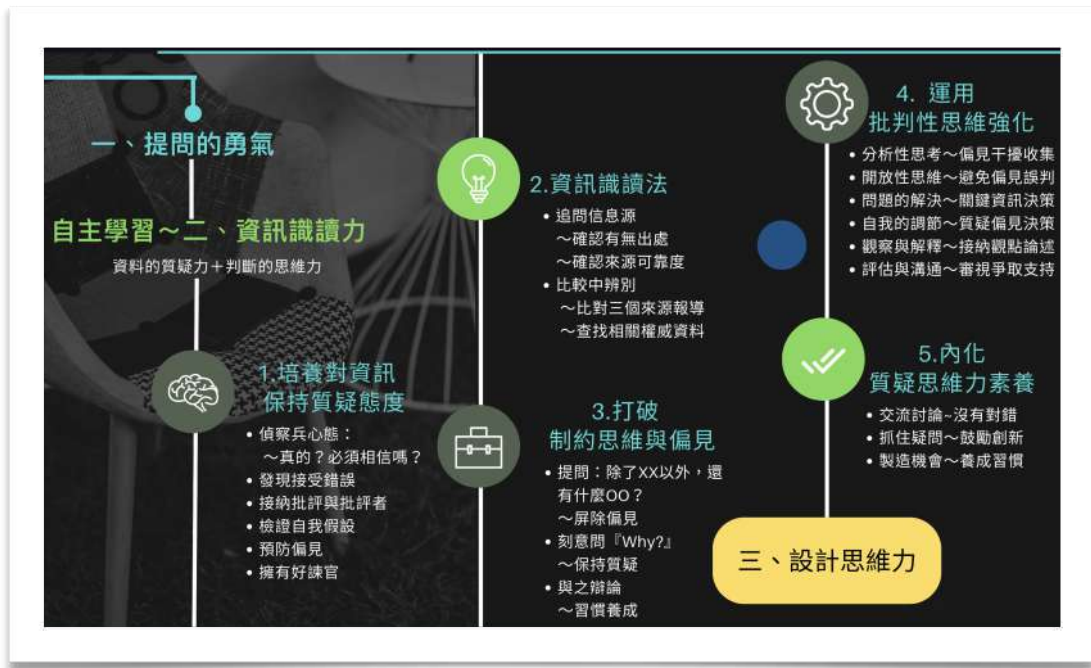 一、提問的勇氣
自主學習～二、資訊識讀力
資料的質疑力＋判斷的思維力
1.培養對資訊
保持質疑態度
• 偵察兵心態：
～真的？必須相信嗎？
• 發現接受錯誤
• 接納批評與批評者
• 檢證自我假設
• 預防偏見
• 擁有好諫官
2.資訊識讀法
• 追問信息源
～確認有無出處
～確認來源可靠度
• 比較中辨別
～比對三個來源報導
～查找相關權威資料
3.打破
制約思維與偏見
• 提問：除了XX以外，還
有什麼OO？
～屏除偏見
• 刻意問『Why?』
～保持質疑
• 與之辯論
～習慣養成
4. 運用
批判性思維強化
• 分析性思考～偏見干擾收集
• 開放性思維～避免偏見誤判
• 問題的解決～關鍵資訊決策
• 自我的調節～質疑偏見決策
• 觀察與解釋～接納觀點論述
• 評估與溝通～審視爭取支持
5.內化
質疑思維力素養
• 交流討論~沒有對錯
• 抓住疑問～鼓勵創新
• 製造機會～養成習慣
三、設計思維力